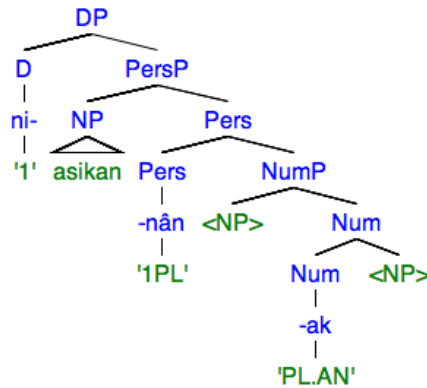 DP
D PersP
ni- NP Pers
'1' asikan Pers NumP
-nân <NP> Num
'1PL' Num <NP>
-ak
'PL.AN'